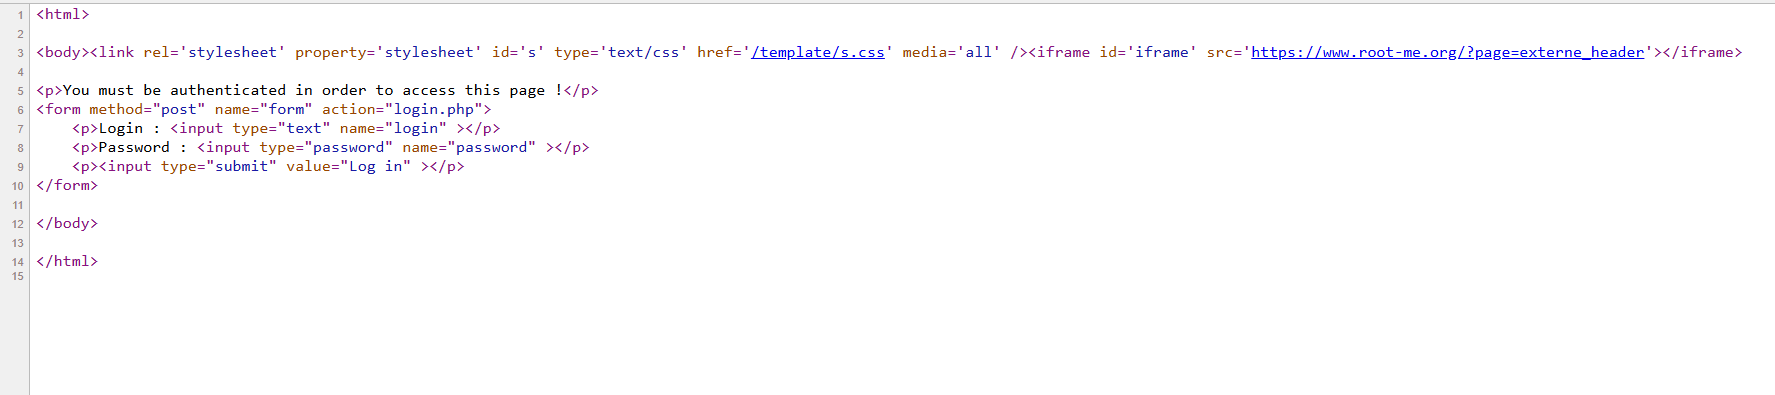 1 <html>
2
3 <body><link rel='stylesheet' property='stylesheet' id='s' type='text/css' href='/template/s.css' media='all' /><iframe id='iframe' src='https://www.root-me.org/?page=externe_header'></iframe>
4
5 <p>You must be authenticated in order to access this page !</p>
6 <form method="post" name="form" action="login.php">
7     <p>Login : <input type="text" name="login" ></p>
8     <p>Password : <input type="password" name="password" ></p>
9     <p><input type="submit" value="Log in" ></p>
10 </form>
11
12 </body>
13
14 </html>
15